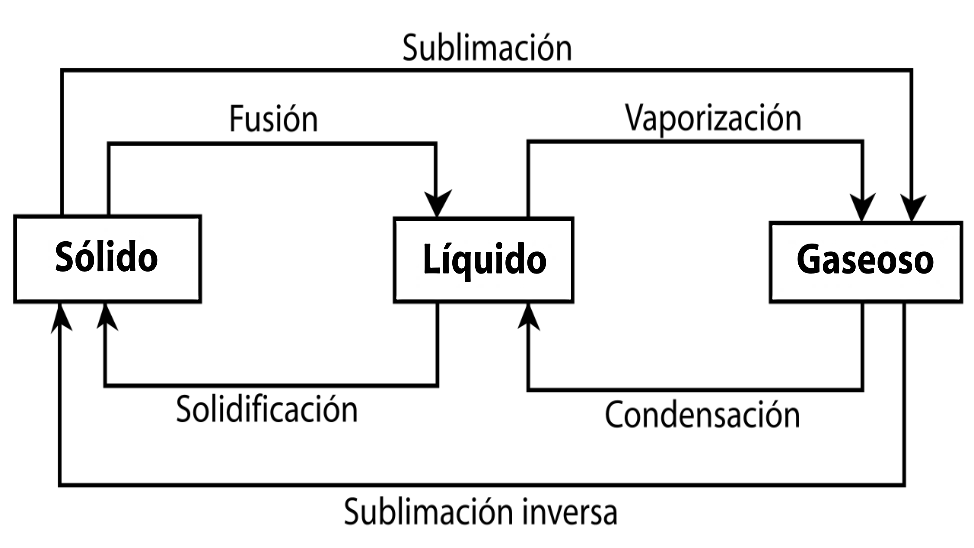 Sublimación
Fusión
Vaporización
Sólido
Líquido
Gaseoso
Solidificación
Condensación
Sublimación inversa